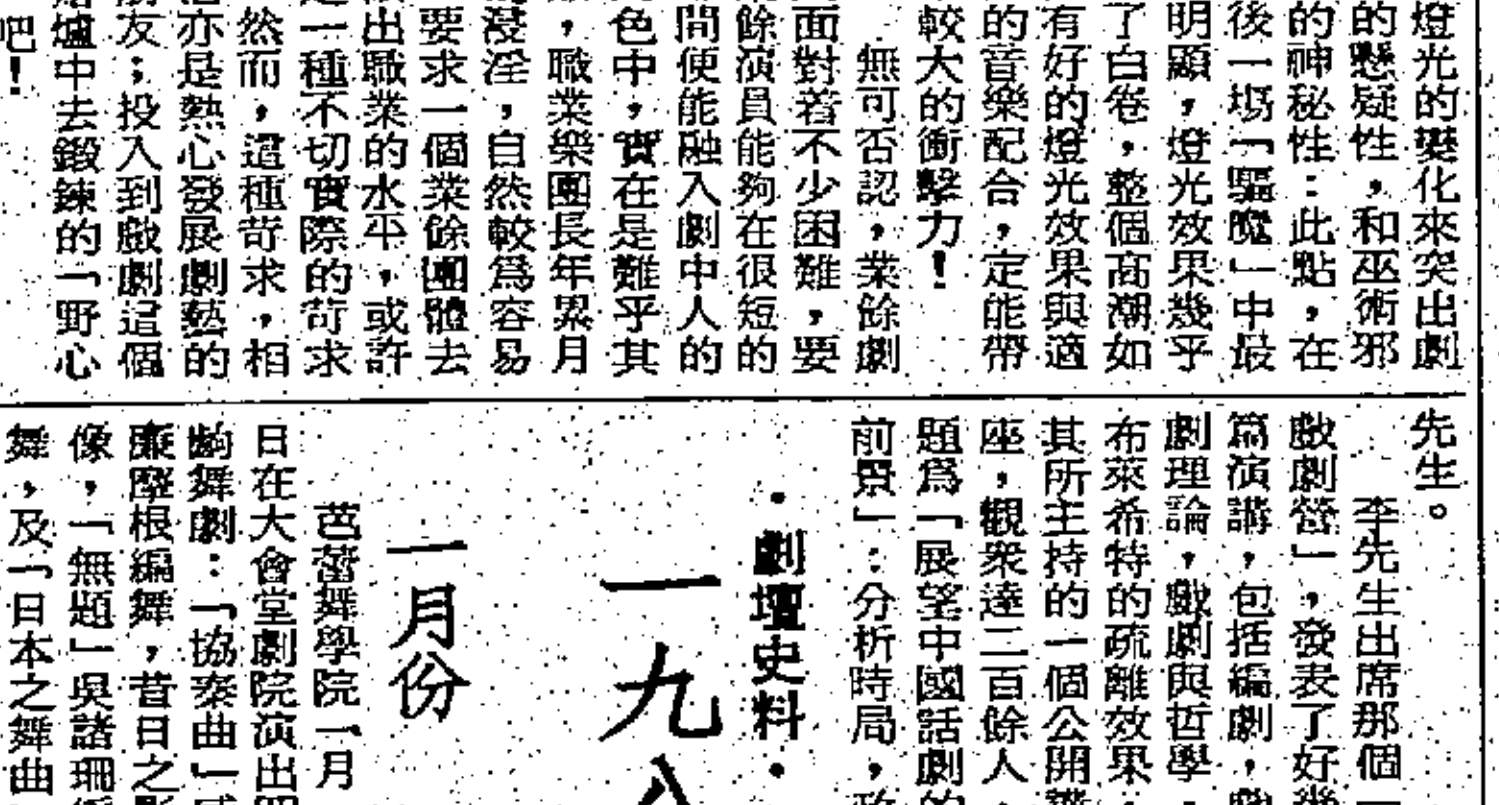 燈光的變化來突出劇
的懸疑性，和巫術邪
的神秘性：此點，在
後一場「驅魔」中最
明顯，燈光效果幾乎
了白卷，整個高潮如
有好的燈光效果與適
的音樂配合，定能帶
較大的衝擊力！
無可否認，業餘劇
面對着不少困難，要
餘演員能夠在很短的
間便能融入劇中人的
色中，實在是難乎其
，職業樂團長年累月
浸淫，自然較爲容易
要求一個業餘團體去
出職業的水平，或許
一種不切實際的苛求
然而，這種苛求，相
亦是熱心發展劇藝的
友；投入到戲劇這個
爐中去鍛鍊的「野心
吧！
先生。
李先生出席那個「
戲劇營」，發表了好幾
篇演講，包括編劇，
劇理論，戲劇與哲學，
布萊希特的疏離效果，
其所主持的一個公開講
座，觀衆達二百餘人，
題爲「展望中國話劇的
前景」：分析時局，政
·劇壇史料·
一九八
一月份
芭蕾舞學院一月
日在大會堂劇院演出四
齣舞劇：「協奏曲」
編舞，昔日之影
像，「無題」吳諸珊
舞，及「日本之舞曲